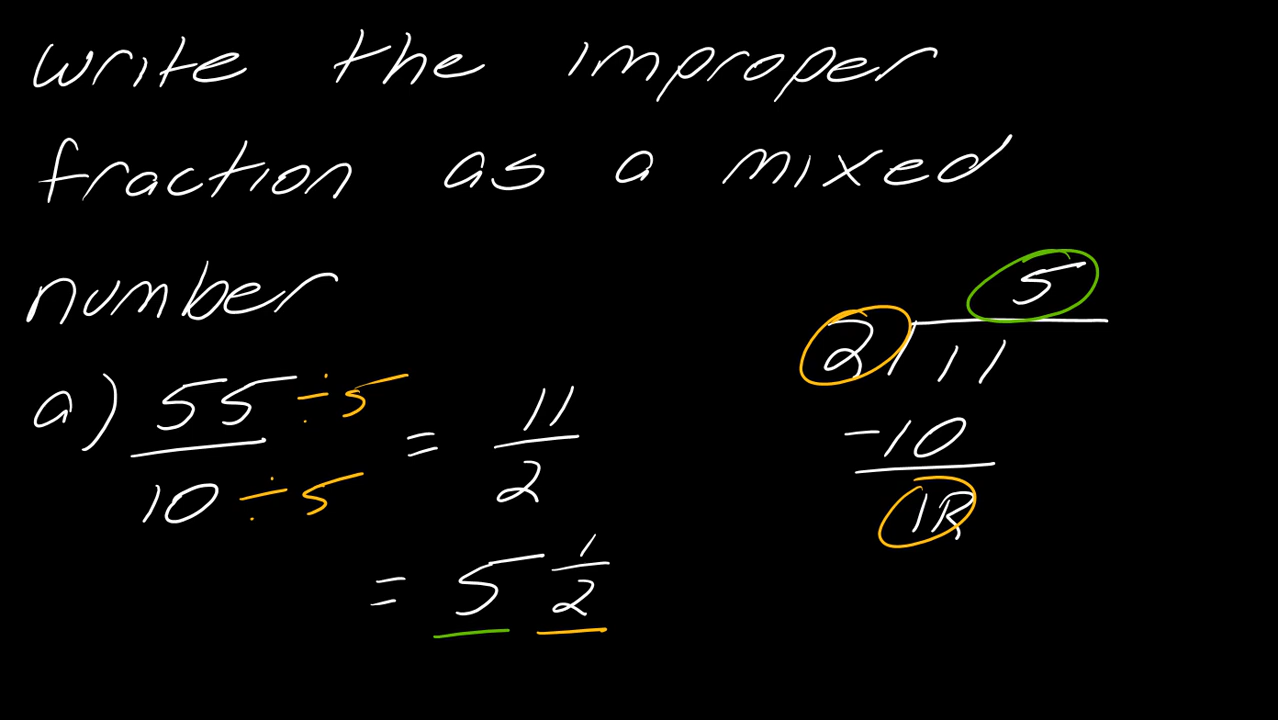 write the improper
fraction as a mixed
number
a) 55 ÷ 5 / 10 ÷ 5 = 11 / 2
= 5 1/2
5
2 11
-10
1R